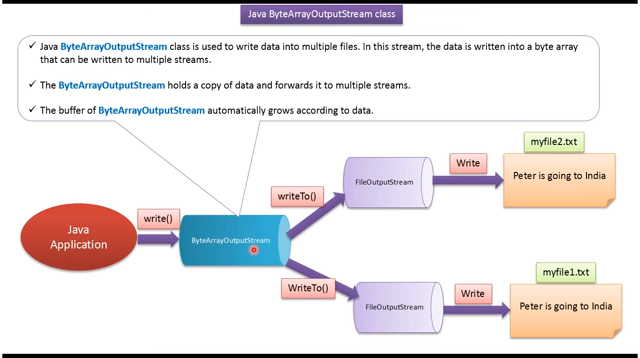 Java ByteArrayOutputStream class
✓ Java ByteArrayOutputStream class is used to write data into multiple files. In this stream, the data is written into a byte array
that can be written to multiple streams.
✓ The ByteArrayOutputStream holds a copy of data and forwards it to multiple streams.
✓ The buffer of ByteArrayOutputStream automatically grows according to data.
myfile2.txt
Write
FileOutputStream
Peter is going to India
writeTo()
write()
Java
Application
ByteArrayOutputStream
WriteTo()
myfile1.txt
Write
FileOutputStream
Peter is going to India